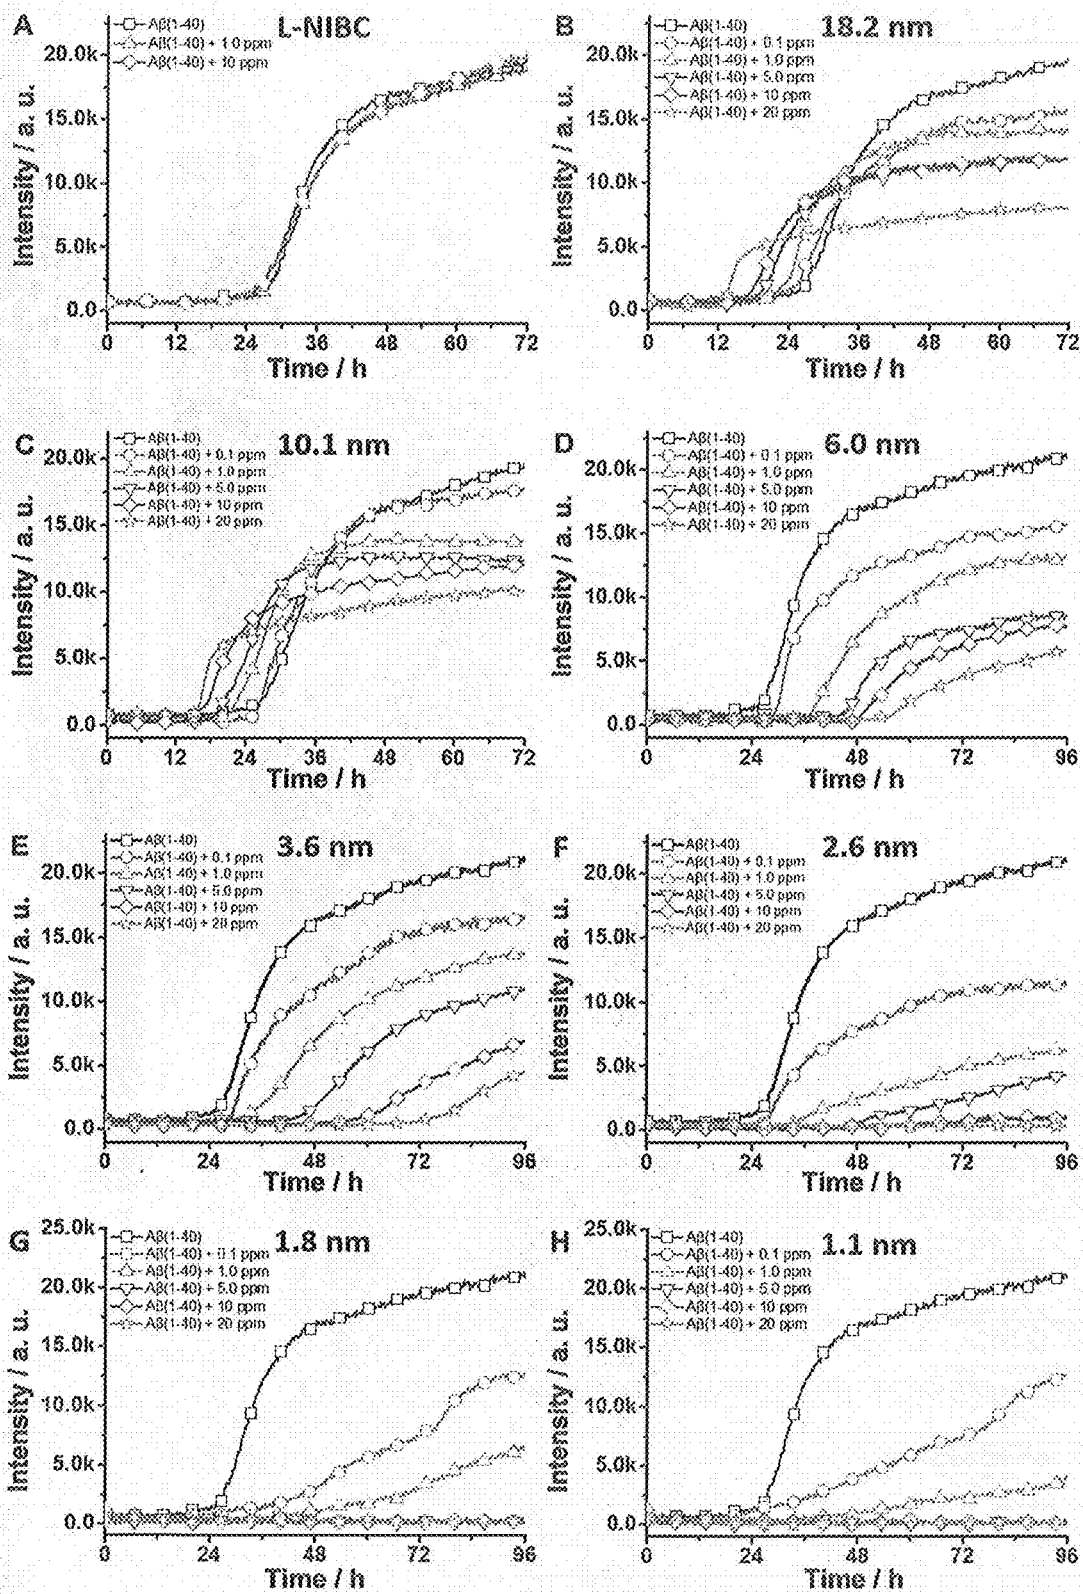 A
L-NIBC
Aβ(1-40)
Aβ(1-40) + 1.0 ppm
Aβ(1-40) + 10 ppm
Intensity / a. u.
20.0k
15.0k
10.0k
5.0k
0.0
0 12 24 36 48 60 72
Time / h
B
18.2 nm
Aβ(1-40)
Aβ(1-40) + 0.1 ppm
Aβ(1-40) + 1.0 ppm
Aβ(1-40) + 5.0 ppm
Aβ(1-40) + 10 ppm
Aβ(1-40) + 20 ppm
Intensity / a. u.
20.0k
15.0k
10.0k
5.0k
0.0
0 12 24 36 48 60 72
Time / h
C
10.1 nm
Aβ(1-40)
Aβ(1-40) + 0.1 ppm
Aβ(1-40) + 1.0 ppm
Aβ(1-40) + 5.0 ppm
Aβ(1-40) + 10 ppm
Aβ(1-40) + 20 ppm
Intensity / a. u.
20.0k
15.0k
10.0k
5.0k
0.0
0 12 24 36 48 60 72
Time / h
D
6.0 nm
Aβ(1-40)
Aβ(1-40) + 0.1 ppm
Aβ(1-40) + 1.0 ppm
Aβ(1-40) + 5.0 ppm
Aβ(1-40) + 10 ppm
Aβ(1-40) + 20 ppm
Intensity / a. u.
20.0k
15.0k
10.0k
5.0k
0.0
0 24 48 72 96
Time / h
E
3.6 nm
Aβ(1-40)
Aβ(1-40) + 0.1 ppm
Aβ(1-40) + 1.0 ppm
Aβ(1-40) + 5.0 ppm
Aβ(1-40) + 10 ppm
Aβ(1-40) + 20 ppm
Intensity / a. u.
20.0k
15.0k
10.0k
5.0k
0.0
0 24 48 72 96
Time / h
F
2.6 nm
Aβ(1-40)
Aβ(1-40) + 0.1 ppm
Aβ(1-40) + 1.0 ppm
Aβ(1-40) + 5.0 ppm
Aβ(1-40) + 10 ppm
Aβ(1-40) + 20 ppm
Intensity / a. u.
20.0k
15.0k
10.0k
5.0k
0.0
0 24 48 72 96
Time / h
G
1.8 nm
Aβ(1-40)
Aβ(1-40) + 0.1 ppm
Aβ(1-40) + 1.0 ppm
Aβ(1-40) + 5.0 ppm
Aβ(1-40) + 10 ppm
Aβ(1-40) + 20 ppm
Intensity / a. u.
25.0k
20.0k
15.0k
10.0k
5.0k
0.0
0 24 48 72 96
Time / h
H
1.1 nm
Aβ(1-40)
Aβ(1-40) + 0.1 ppm
Aβ(1-40) + 1.0 ppm
Aβ(1-40) + 5.0 ppm
Aβ(1-40) + 10 ppm
Aβ(1-40) + 20 ppm
Intensity / a. u.
25.0k
20.0k
15.0k
10.0k
5.0k
0.0
0 24 48 72 96
Time / h